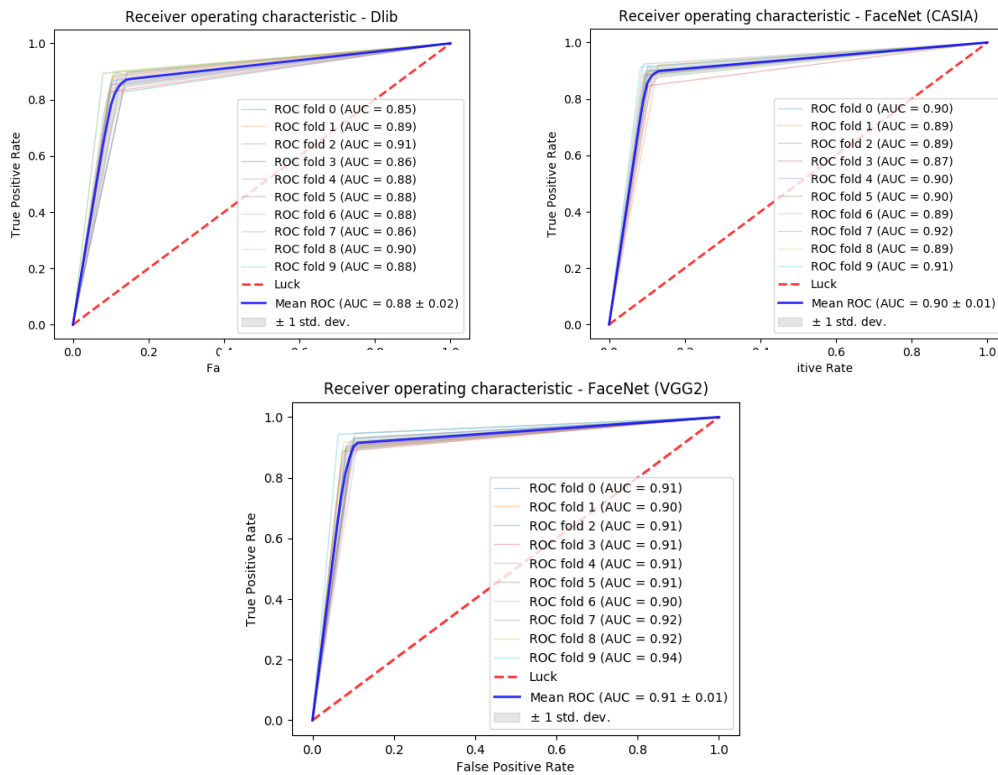 Receiver operating characteristic - Dlib
1.0
0.8
0.6
0.4
0.2
0.0
True Positive Rate
ROC fold 0 (AUC = 0.85)
ROC fold 1 (AUC = 0.89)
ROC fold 2 (AUC = 0.91)
ROC fold 3 (AUC = 0.86)
ROC fold 4 (AUC = 0.88)
ROC fold 5 (AUC = 0.88)
ROC fold 6 (AUC = 0.88)
ROC fold 7 (AUC = 0.86)
ROC fold 8 (AUC = 0.90)
ROC fold 9 (AUC = 0.88)
Luck
Mean ROC (AUC = 0.88 ± 0.02)
± 1 std. dev.
0.0 0.2 0.4 0.6 0.8 1.0
Fa
Receiver operating characteristic - FaceNet (CASIA)
1.0
0.8
0.6
0.4
0.2
0.0
True Positive Rate
ROC fold 0 (AUC = 0.90)
ROC fold 1 (AUC = 0.89)
ROC fold 2 (AUC = 0.89)
ROC fold 3 (AUC = 0.87)
ROC fold 4 (AUC = 0.90)
ROC fold 5 (AUC = 0.90)
ROC fold 6 (AUC = 0.89)
ROC fold 7 (AUC = 0.92)
ROC fold 8 (AUC = 0.89)
ROC fold 9 (AUC = 0.91)
Luck
Mean ROC (AUC = 0.90 ± 0.01)
± 1 std. dev.
0.0 0.2 0.4 0.6 0.8 1.0
itive Rate
Receiver operating characteristic - FaceNet (VGG2)
1.0
0.8
0.6
0.4
0.2
0.0
True Positive Rate
ROC fold 0 (AUC = 0.91)
ROC fold 1 (AUC = 0.90)
ROC fold 2 (AUC = 0.91)
ROC fold 3 (AUC = 0.91)
ROC fold 4 (AUC = 0.91)
ROC fold 5 (AUC = 0.91)
ROC fold 6 (AUC = 0.90)
ROC fold 7 (AUC = 0.92)
ROC fold 8 (AUC = 0.92)
ROC fold 9 (AUC = 0.94)
Luck
Mean ROC (AUC = 0.91 ± 0.01)
± 1 std. dev.
0.0 0.2 0.4 0.6 0.8 1.0
False Positive Rate